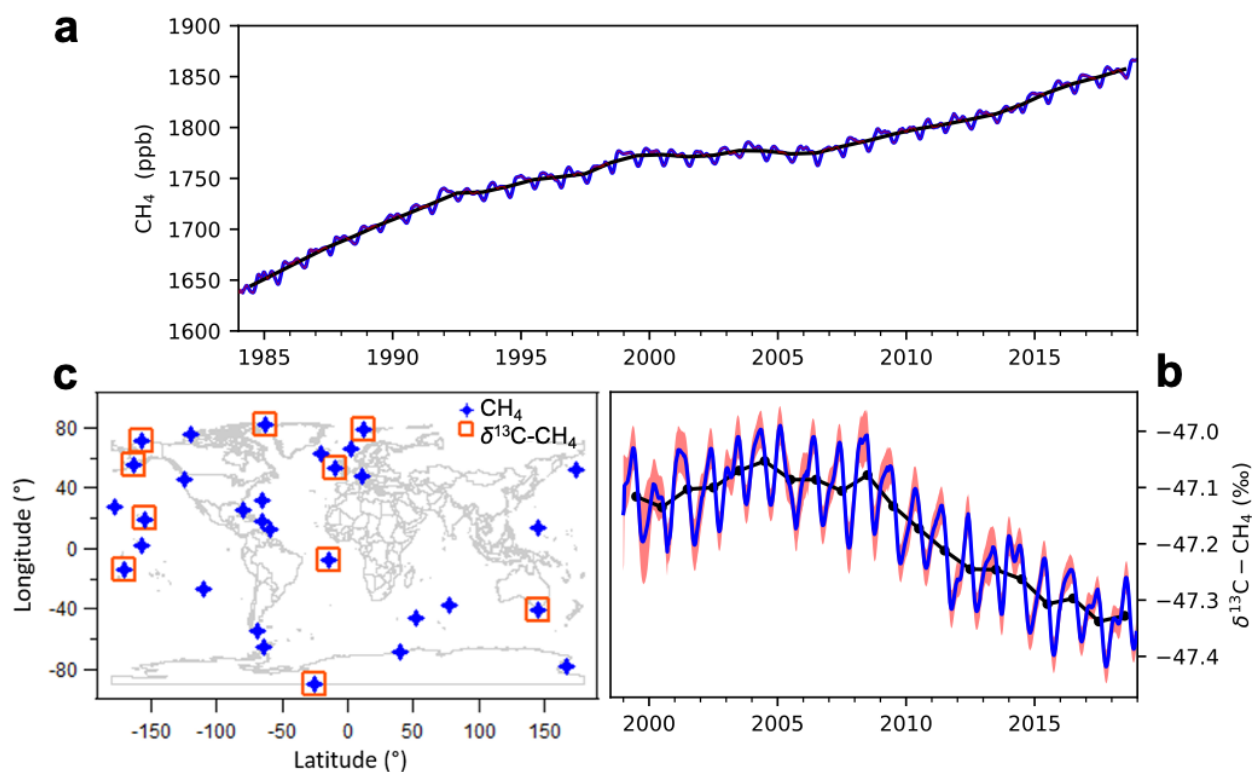 a
1900
1850
1800
1750
1700
1650
1600
CH₄ (ppb)
1985 1990 1995 2000 2005 2010 2015
c
CH₄
δ¹³C-CH₄
80
40
0
-40
-80
Longitude (°)
-150 -100 -50 0 50 100 150
Latitude (°)
b
−47.0
−47.1
−47.2
−47.3
−47.4
δ¹³C − CH₄ (‰)
2000 2005 2010 2015